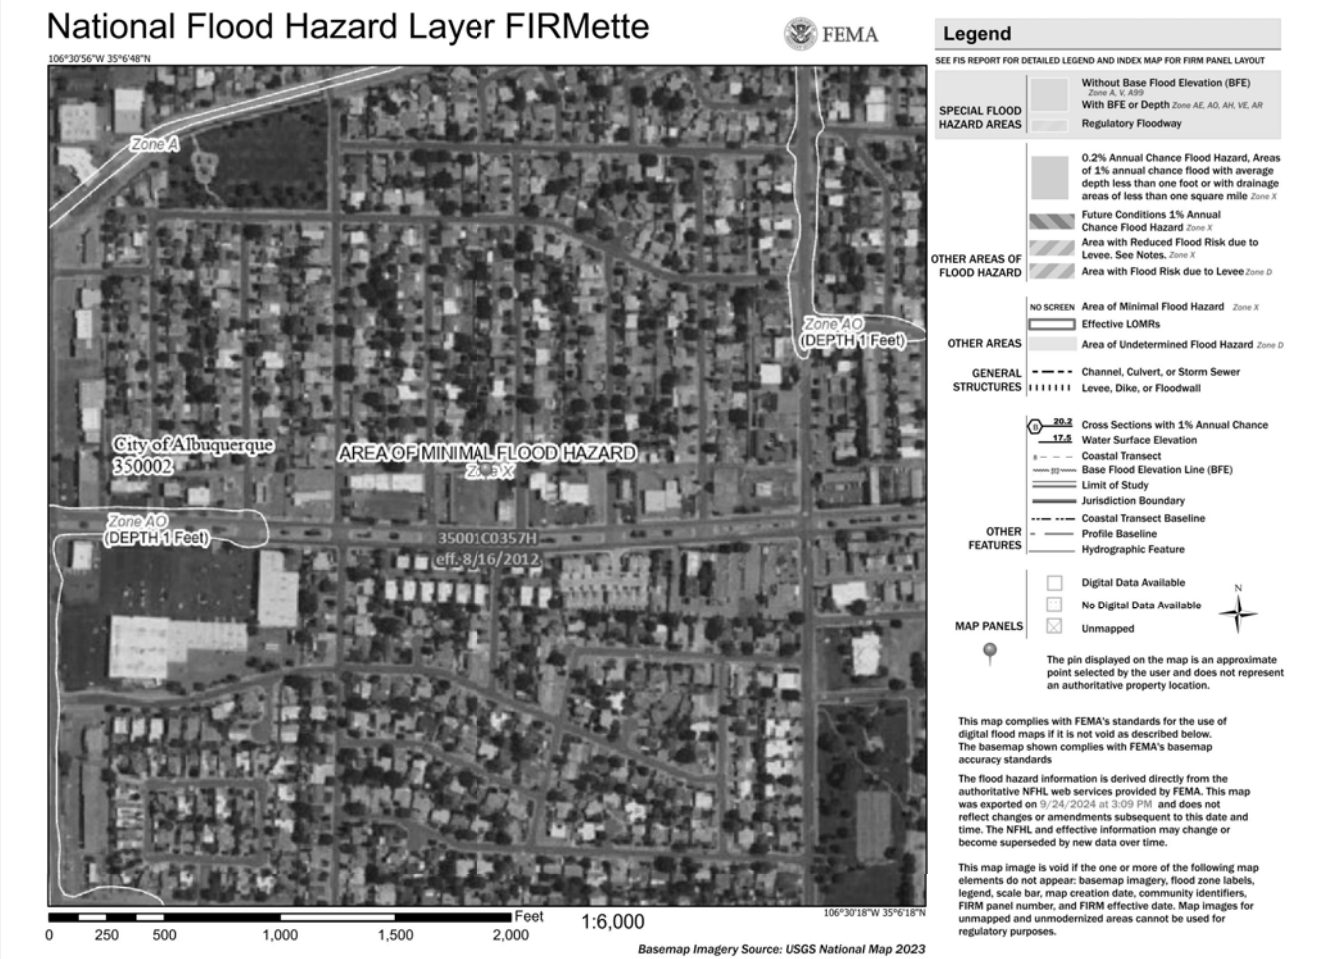 National Flood Hazard Layer FIRMette
FEMA
Legend
106°30'56"W 35°6'48"N
SEE FIS REPORT FOR DETAILED LEGEND AND INDEX MAP FOR FIRM PANEL LAYOUT
SPECIAL FLOOD
HAZARD AREAS
Without Base Flood Elevation (BFE)
Zone A, V, A99
With BFE or Depth Zone AE, AO, AH, VE, AR
Regulatory Floodway
0.2% Annual Chance Flood Hazard, Areas
of 1% annual chance flood with average
depth less than one foot or with drainage
areas of less than one square mile Zone X
Future Conditions 1% Annual
Chance Flood Hazard Zone X
Area with Reduced Flood Risk due to
Levee. See Notes. Zone X
Area with Flood Risk due to Levee Zone D
OTHER AREAS OF
FLOOD HAZARD
NO SCREEN Area of Minimal Flood Hazard Zone X
Effective LOMRs
OTHER AREAS
Area of Undetermined Flood Hazard Zone D
GENERAL
STRUCTURES
Channel, Culvert, or Storm Sewer
Levee, Dike, or Floodwall
B 20.2 Cross Sections with 1% Annual Chance
17.5 Water Surface Elevation
Coastal Transect
Base Flood Elevation Line (BFE)
Limit of Study
Jurisdiction Boundary
Coastal Transect Baseline
OTHER
FEATURES
Profile Baseline
Hydrographic Feature
Digital Data Available
No Digital Data Available
Unmapped
MAP PANELS
N
The pin displayed on the map is an approximate
point selected by the user and does not represent
an authoritative property location.
This map complies with FEMA's standards for the use of
digital flood maps if it is not void as described below.
The basemap shown complies with FEMA's basemap
accuracy standards
The flood hazard information is derived directly from the
authoritative NFHL web services provided by FEMA. This map
was exported on 9/24/2024 at 3:09 PM and does not
reflect changes or amendments subsequent to this date and
time. The NFHL and effective information may change or
become superseded by new data over time.
This map image is void if the one or more of the following map
elements do not appear: basemap imagery, flood zone labels,
legend, scale bar, map creation date, community identifiers,
FIRM panel number, and FIRM effective date. Map images for
unmapped and unmodernized areas cannot be used for
regulatory purposes.
Zone A
Zone AO
(DEPTH 1 Feet)
City of Albuquerque
350002
AREA OF MINIMAL FLOOD HAZARD
Zone X
Zone AO
(DEPTH 1 Feet)
35001C0357H
eff. 8/16/2012
106°30'18"W 35°6'18"N
Feet
1:6,000
0 250 500 1,000 1,500 2,000
Basemap Imagery Source: USGS National Map 2023